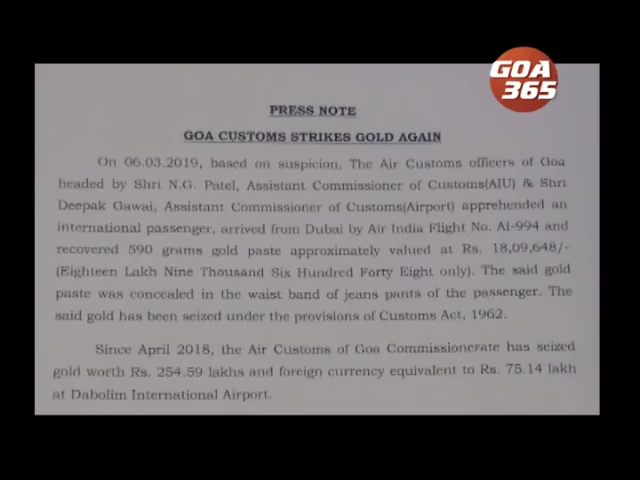 GOA
365
PRESS NOTE
GOA CUSTOMS STRIKES GOLD AGAIN
On 06.03.2019, based on suspicion, The Air Customs officers of Goa
headed by Shri N.G. Patel, Assistant Commissioner of Customs(AIU) & Shri
Deepak Gawai, Assistant Commissioner of Customs(Airport) apprehended an
international passenger, arrived from Dubai by Air India Flight No. AI-994 and
recovered 590 grams gold paste approximately valued at Rs. 18,09,648/-
(Eighteen Lakh Nine Thousand Six Hundred Forty Eight only). The said gold
paste was concealed in the waist band of jeans pants of the passenger. The
said gold has been seized under the provisions of Customs Act, 1962.
Since April 2018, the Air Customs of Goa Commissionerate has seized
gold worth Rs. 254.59 lakhs and foreign currency equivalent to Rs. 75.14 lakh
at Dabolim International Airport.